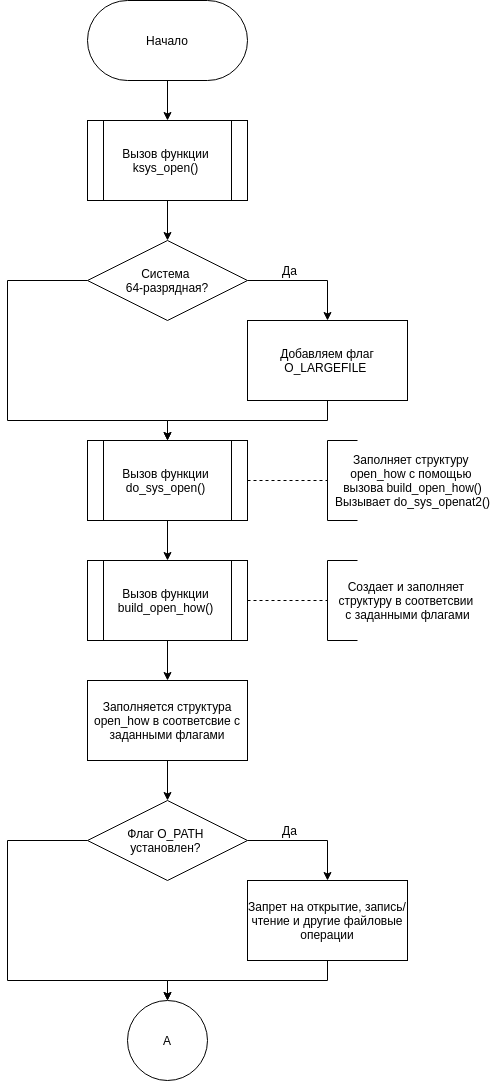 Начало
Вызов функции
ksys_open()
Система
64-разрядная?
Да
Добавляем флаг
O_LARGEFILE
Вызов функции
do_sys_open()
Заполняет структуру
open_how с помощью
вызова build_open_how()
Вызывает do_sys_openat2()
Вызов функции
build_open_how()
Создает и заполняет
структуру в соответсвии
с заданными флагами
Заполняется структура
open_how в соответсвие с
заданными флагами
Флаг O_PATH
установлен?
Да
Запрет на открытие, запись/
чтение и другие файловые
операции
А